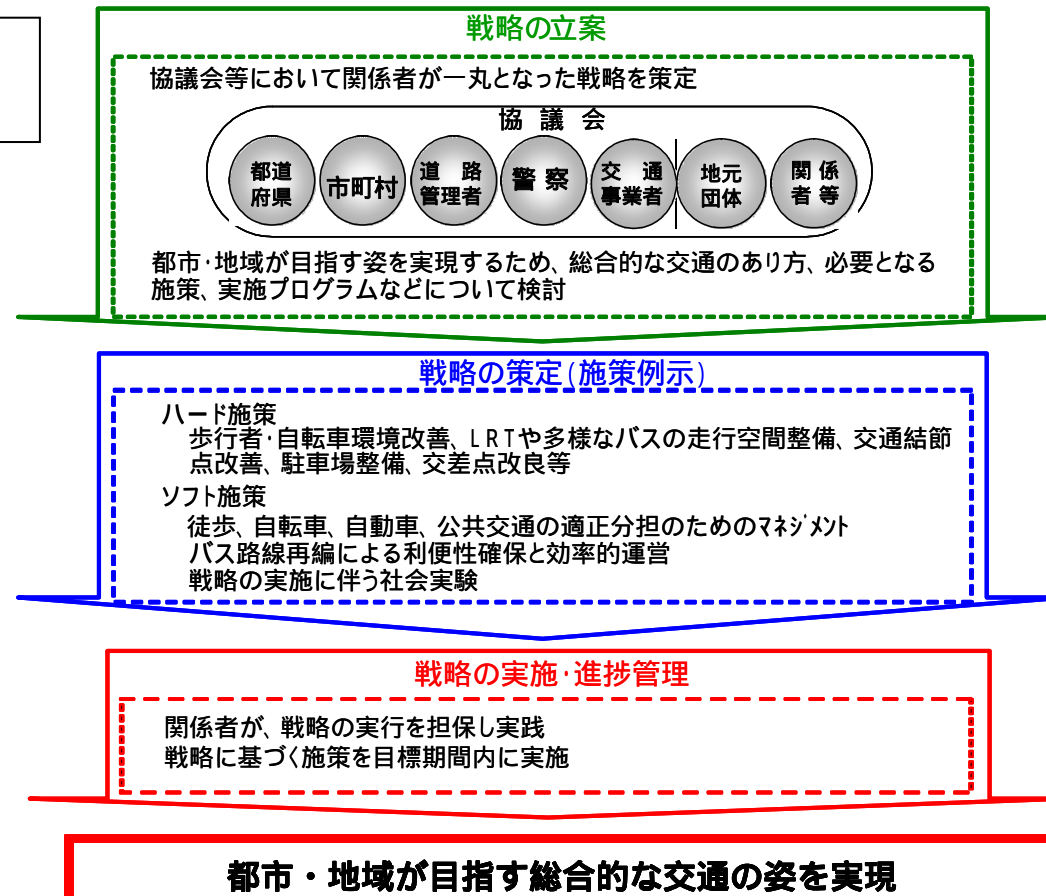 戦略の立案
協議会等において関係者が一丸となった戦略を策定
協 議 会
都道
府県
市町村
道 路
管理者
警 察
交 通
事業者
地元
団体
関 係
者 等
都市・地域が目指す姿を実現するため、総合的な交通のあり方、必要となる
施策、実施プログラムなどについて検討
戦略の策定(施策例示)
ハード施策
歩行者・自転車環境改善、LRTや多様なバスの走行空間整備、交通結節
点改善、駐車場整備、交差点改良等
ソフト施策
徒歩、自転車、自動車、公共交通の適正分担のためのマネジメント
バス路線再編による利便性確保と効率的運営
戦略の実施に伴う社会実験
戦略の実施・進捗管理
関係者が、戦略の実行を担保し実践
戦略に基づく施策を目標期間内に実施
都市・地域が目指す総合的な交通の姿を実現